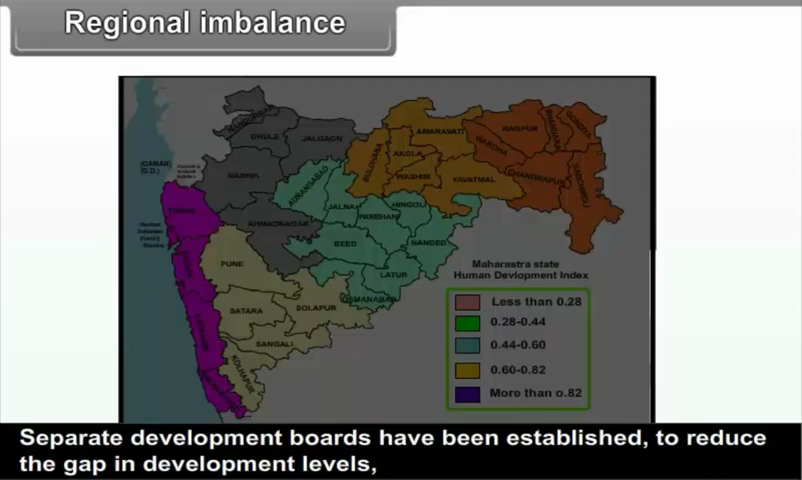 Regional imbalance
NANDURBAR
DHULE
JALGAON
NASHIK
AHMADNAGAR
(DAMAN)
(D.D.)
THANE
BULDHANA
AMARAVATI
AKOLA
WASHIM
YAVATMAL
NAGPUR
WARDHA
BHANDARA
GONDIYA
CHANDRAPUR
AURANGABAD
JALNA
HINGOLI
PARBHANI
BEED
NANDED
LATUR
OSMANABAD
PUNE
SATARA
SOLAPUR
SANGALI
KOLHAPUR
Maharastra state
Human Devlopment Index
Less than 0.28
0.28-0.44
0.44-0.60
0.60-0.82
More than o.82
Separate development boards have been established, to reduce
the gap in development levels,